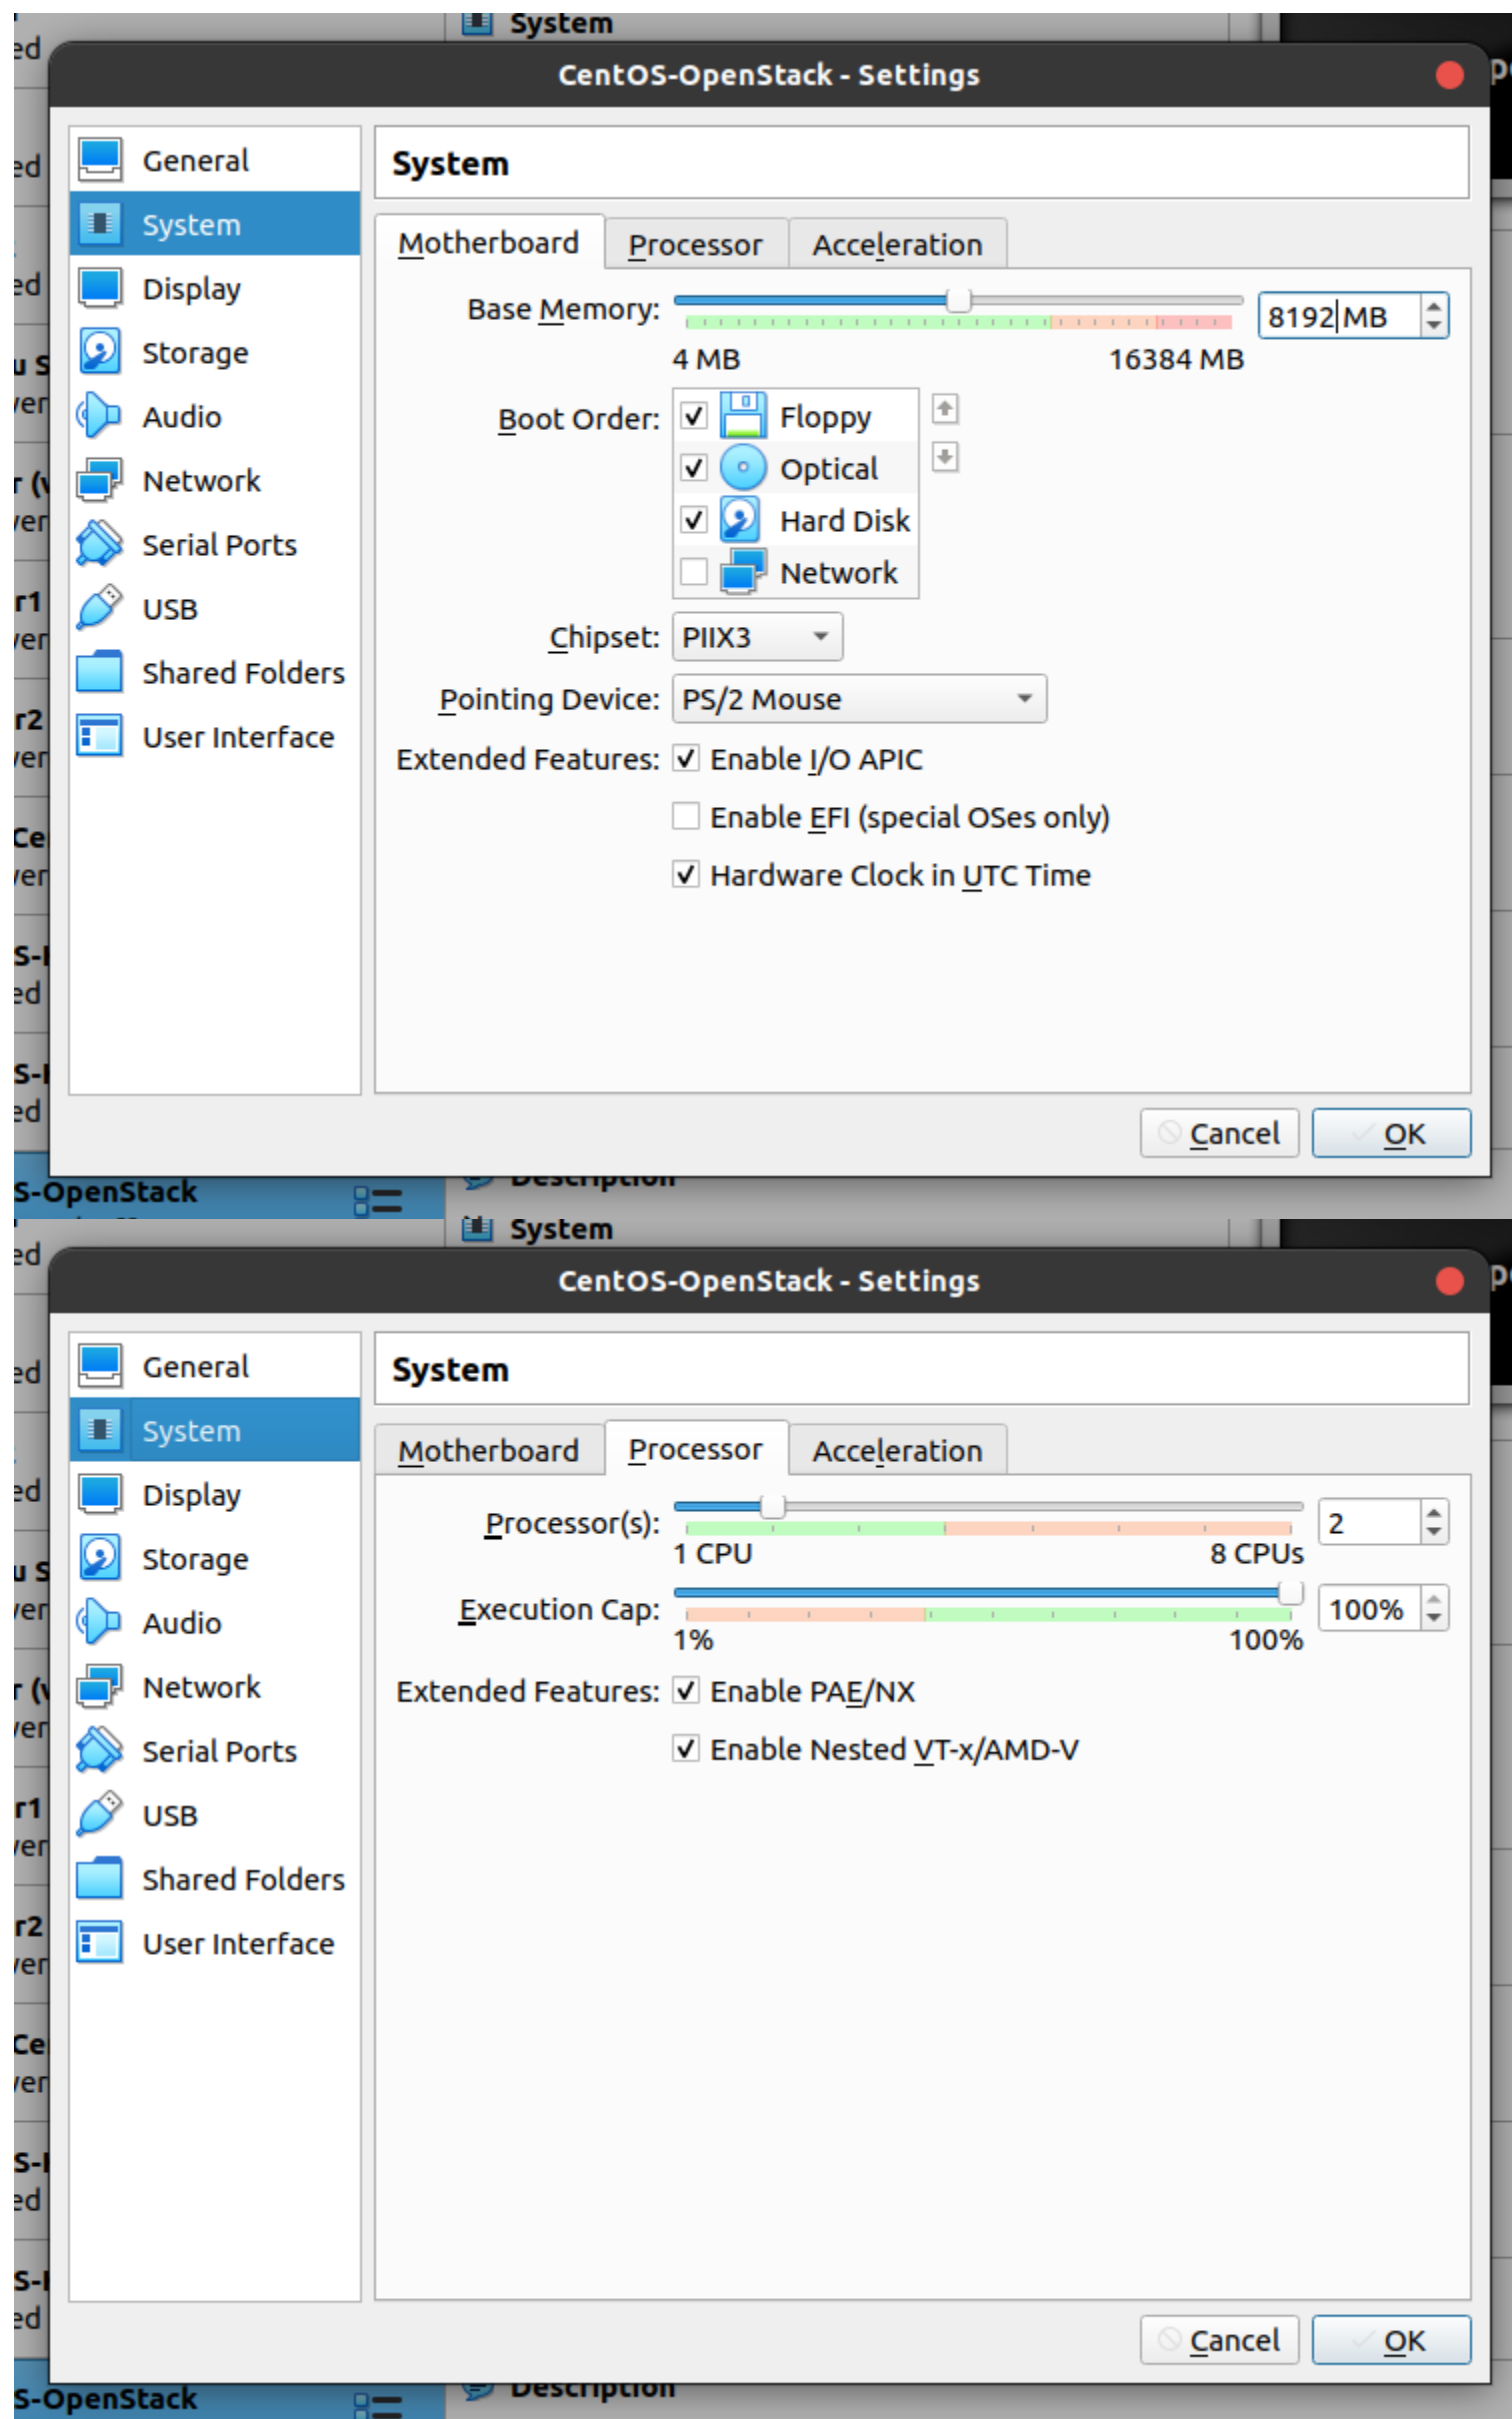 System
ed
CentOS-OpenStack - Settings
General
System
Display
Storage
Audio
Network
Serial Ports
USB
Shared Folders
User Interface
System
Motherboard Processor Acceleration
Base Memory: 8192 MB
4 MB 16384 MB
Boot Order: Floppy
Optical
Hard Disk
Network
Chipset: PIIX3
Pointing Device: PS/2 Mouse
Extended Features: Enable I/O APIC
Enable EFI (special OSes only)
Hardware Clock in UTC Time
Cancel OK
S-OpenStack
Description
System
ed
CentOS-OpenStack - Settings
General
System
Display
Storage
Audio
Network
Serial Ports
USB
Shared Folders
User Interface
System
Motherboard Processor Acceleration
Processor(s): 2
1 CPU 8 CPUs
Execution Cap: 100%
1% 100%
Extended Features: Enable PAE/NX
Enable Nested VT-x/AMD-V
Cancel OK
S-OpenStack
Description